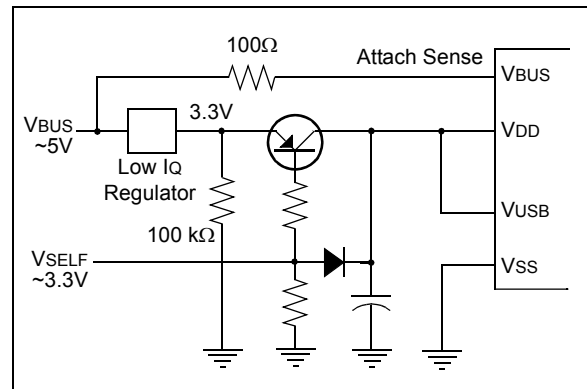 100Ω
Attach Sense
VBUS
VBUS
~5V
3.3V
VDD
Low IQ
Regulator
100 kΩ
VUSB
VSELF
~3.3V
VSS